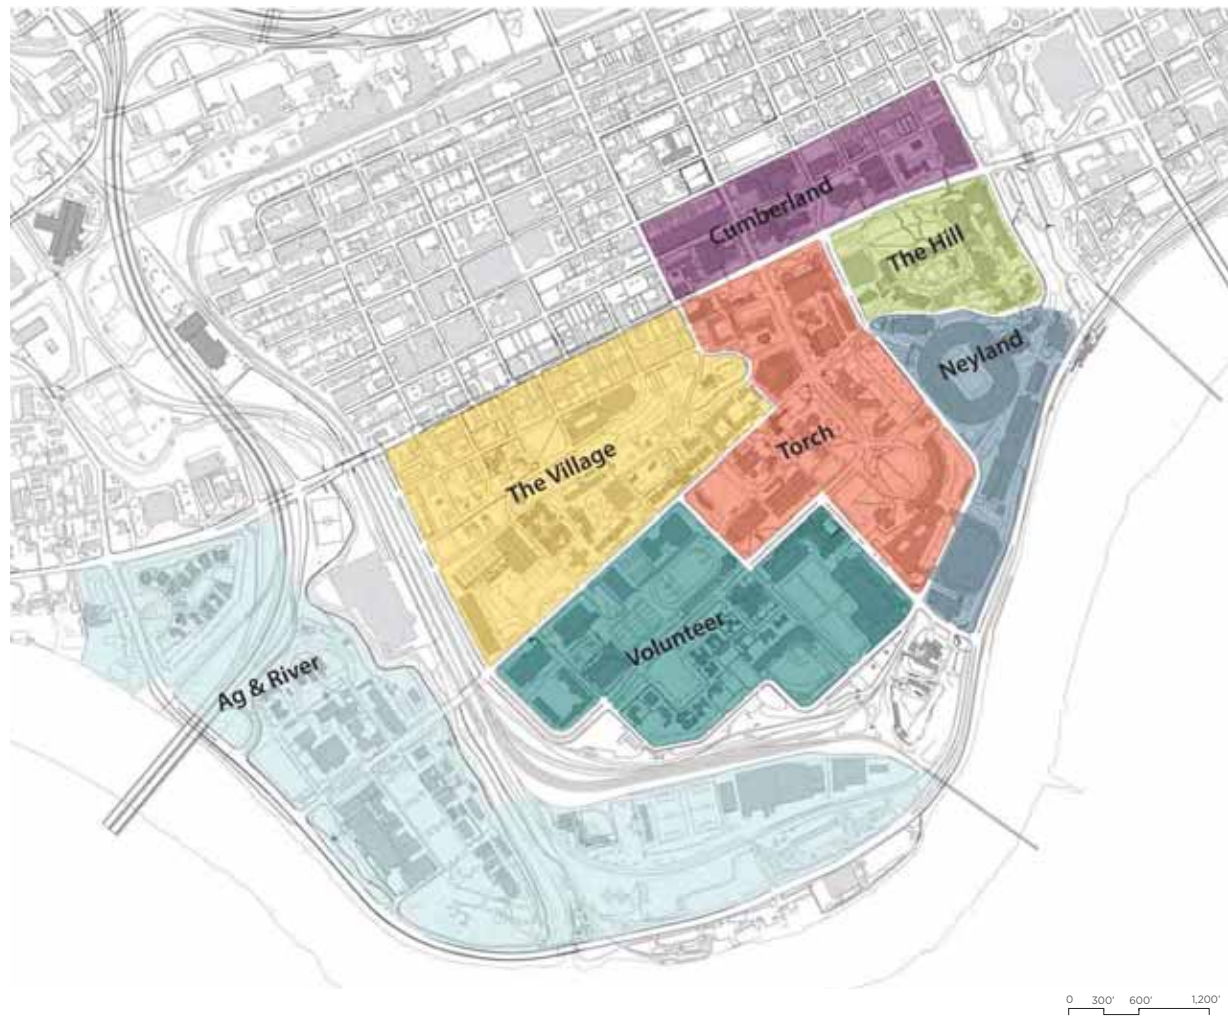 Cumberland
The Hill
Neyland
Torch
The Village
Volunteer
Ag & River
0 300' 600' 1,200'